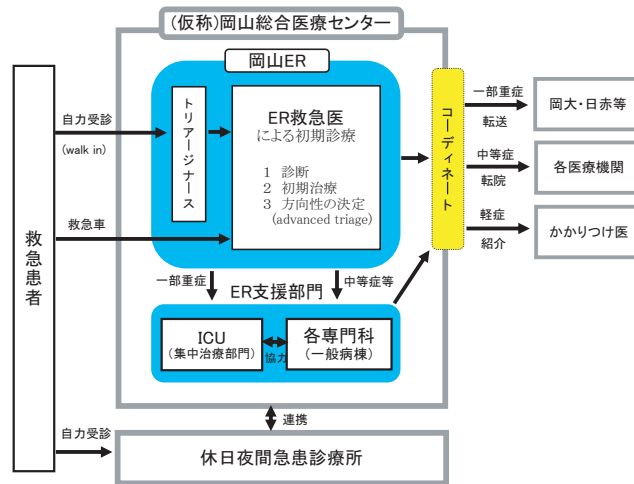 (仮称)岡山総合医療センター
岡山ER
救急患者
自力受診
(walk in)
救急車
トリアージナース
ER救急医
による初期診療
1 診断
2 初期治療
3 方向性の決定
(advanced triage)
コーディネート
一部重症
転送
岡大・日赤等
中等症
転院
各医療機関
軽症
紹介
かかりつけ医
一部重症
中等症等
ER支援部門
ICU
(集中治療部門)
協力
各専門科
(一般病棟)
連携
自力受診
休日夜間急患診療所